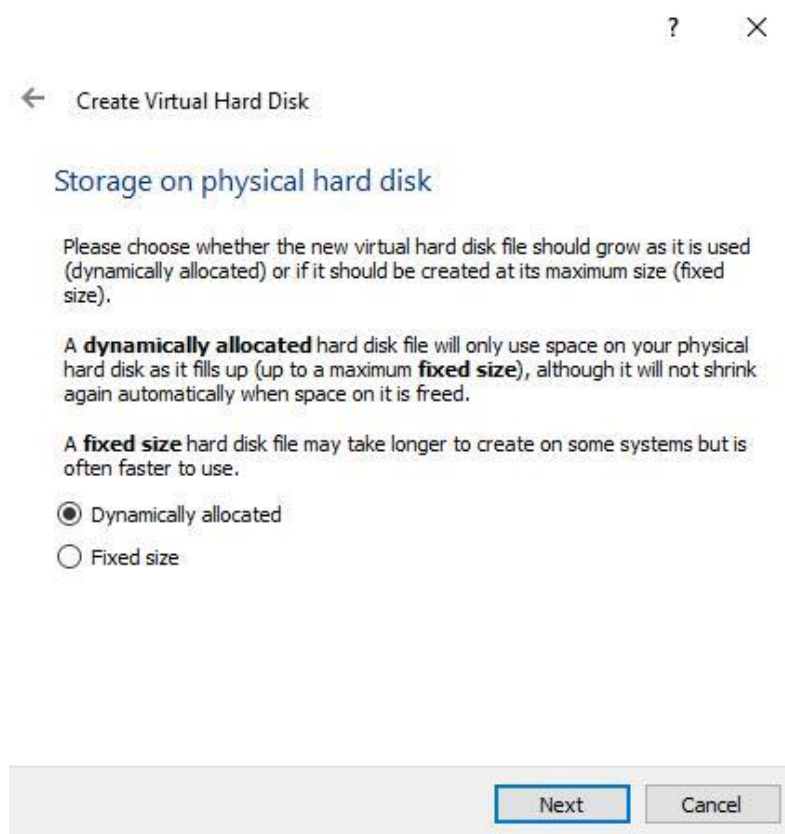 ?
Create Virtual Hard Disk
Storage on physical hard disk
Please choose whether the new virtual hard disk file should grow as it is used
(dynamically allocated) or if it should be created at its maximum size (fixed
size).
A dynamically allocated hard disk file will only use space on your physical
hard disk as it fills up (up to a maximum fixed size), although it will not shrink
again automatically when space on it is freed.
A fixed size hard disk file may take longer to create on some systems but is
often faster to use.
Dynamically allocated
Fixed size
Next Cancel